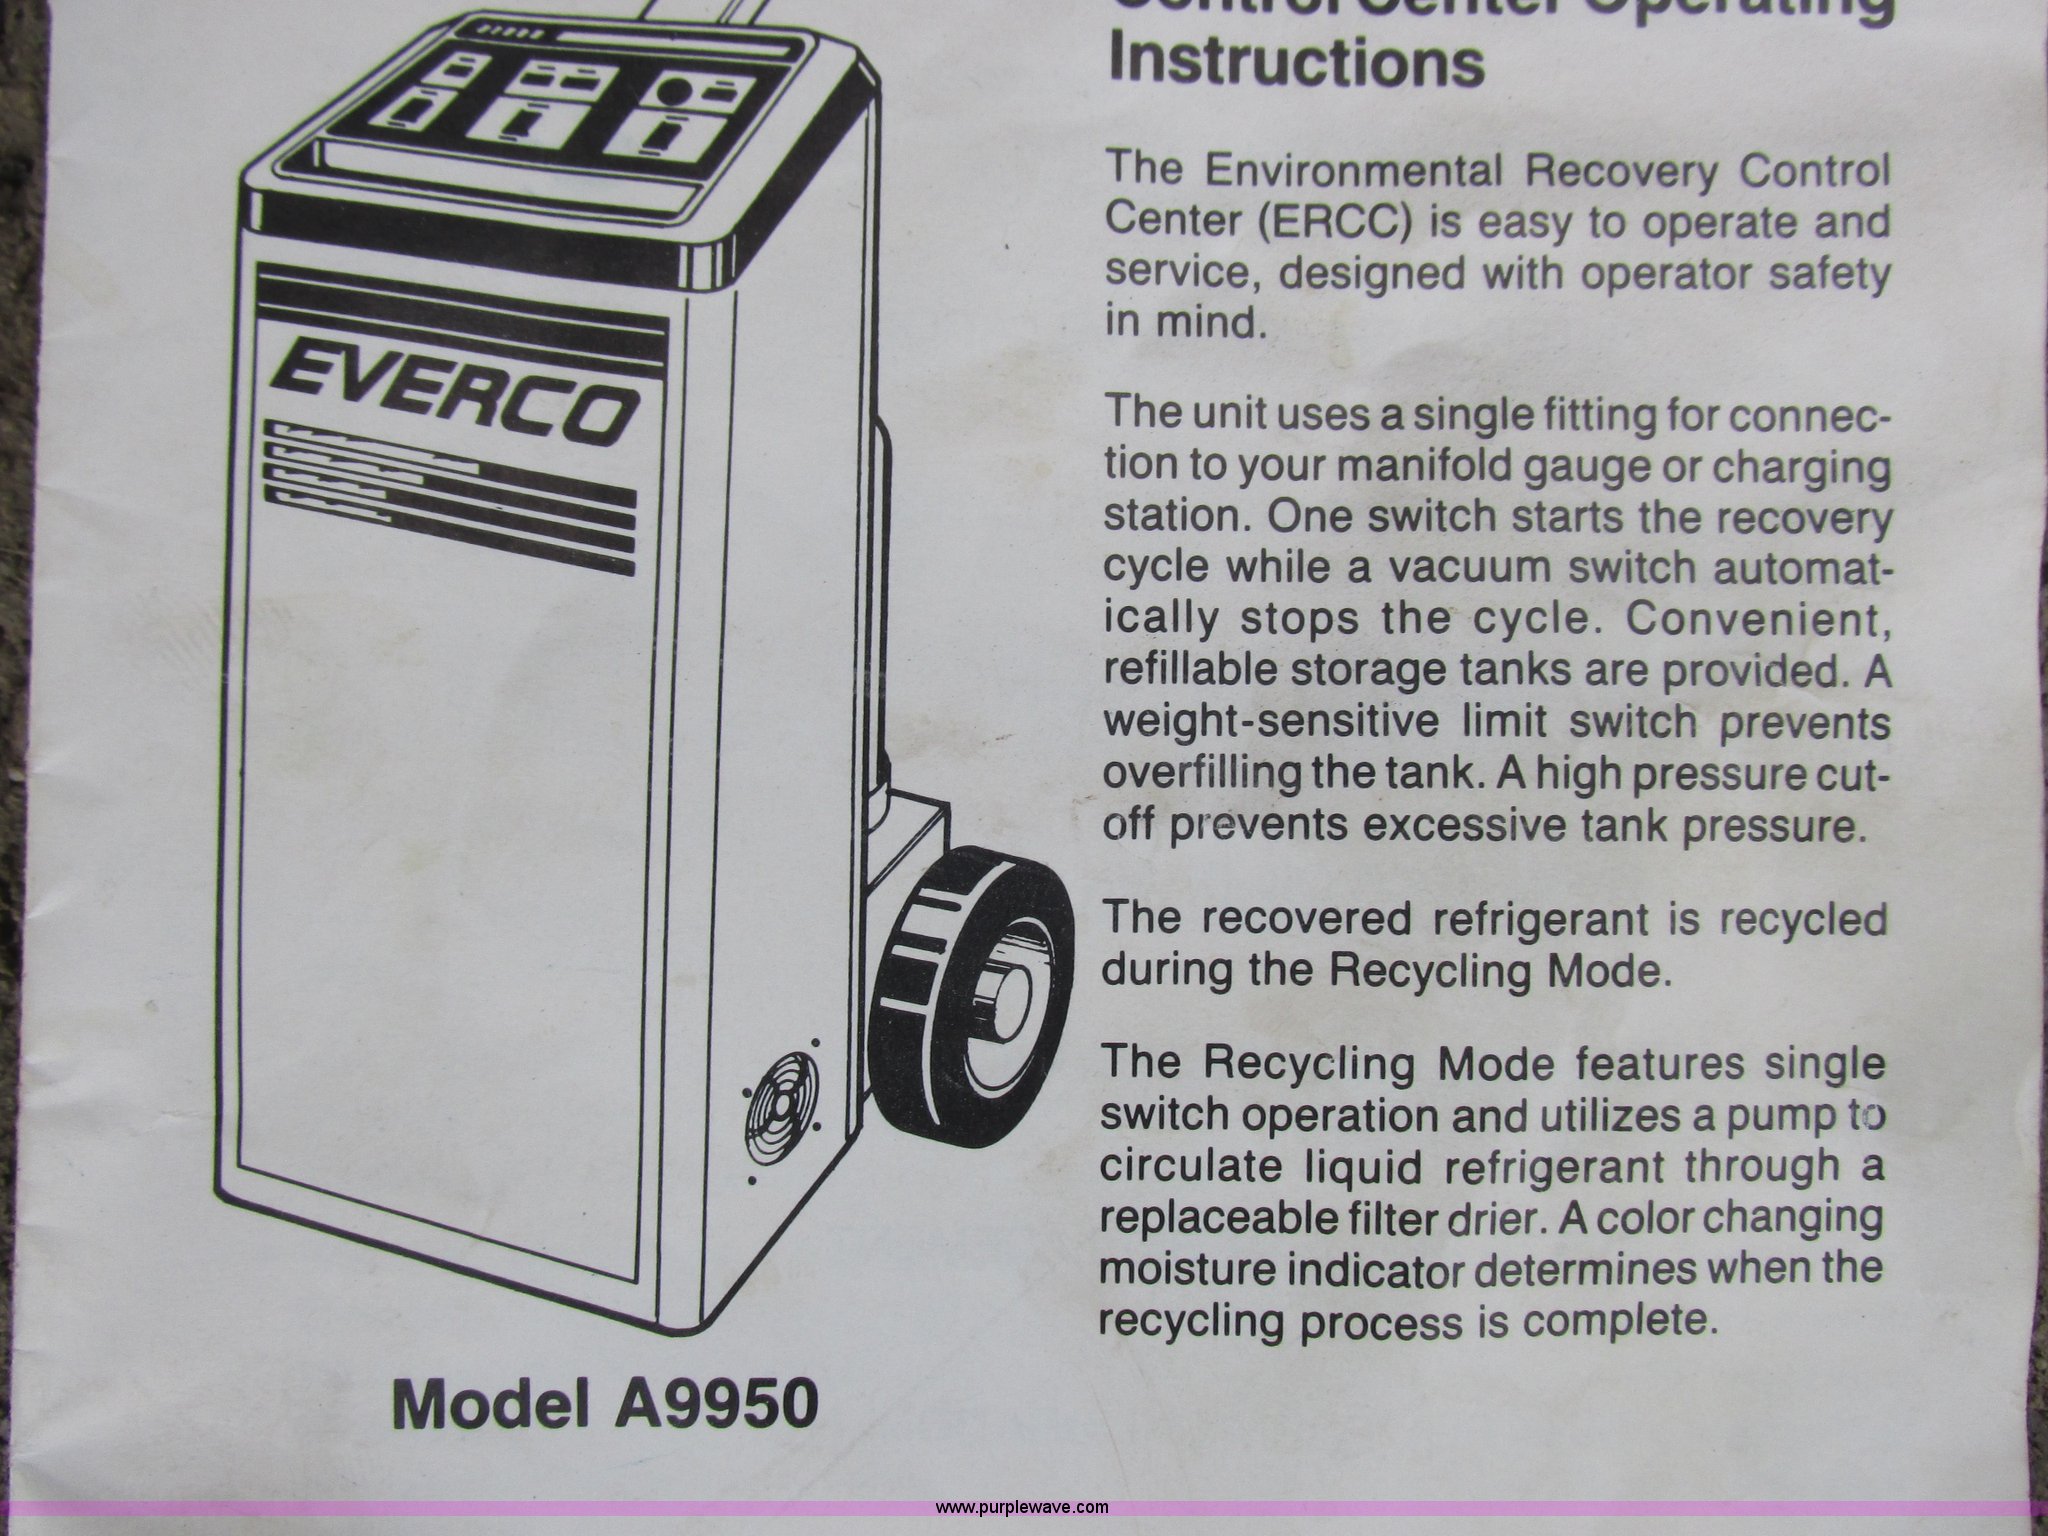 Control Center Operating
Instructions
The Environmental Recovery Control
Center (ERCC) is easy to operate and
service, designed with operator safety
in mind.
The unit uses a single fitting for connec-
tion to your manifold gauge or charging
station. One switch starts the recovery
cycle while a vacuum switch automat-
ically stops the cycle. Convenient,
refillable storage tanks are provided. A
weight-sensitive limit switch prevents
overfilling the tank. A high pressure cut-
off prevents excessive tank pressure.
The recovered refrigerant is recycled
during the Recycling Mode.
The Recycling Mode features single
switch operation and utilizes a pump to
circulate liquid refrigerant through a
replaceable filter drier. A color changing
moisture indicator determines when the
recycling process is complete.
EVERCO
Model A9950
www.purplewave.com